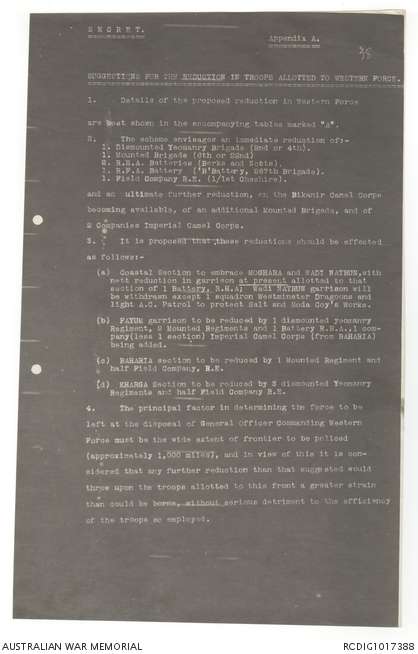 S E C R E T.
Appendix A.
SUGGESTIONS FOR THE REDUCTION IN TROOPS ALLOTTED TO WESTERN FORCE.
1. Details of the proposed reduction in Western Force
are best shown in the accompanying tables marked "A".
2. The scheme envisages an immediate reduction of:-
1. Dismounted Yeomanry Brigade (2nd or 4th).
1. Mounted Brigade (6th or 22nd)
2. R.H.A. Batteries (Berks and Notts).
1. R.F.A. Battery ('B'Battery, 267th Brigade).
1. Field Company R.E. (1/1st Cheshire).
and an ultimate further reduction, on the Bikanir Camel Corps
becoming available, of an additional Mounted Brigade, and of
2 Companies Imperial Camel Corps.
3. It is proposed that these reductions should be effected
as follows:-
(a) Coastal Section to embrace MOGHARA and WADI NATRUN, with
nett reduction in garrison at present allotted to that
section of 1 Battery, R.H.A; WADI NATRUN garrison will
be withdrawn except 1 squadron Westminster Dragoons and
light A.C. Patrol to protect Salt and Soda Coy's Works.
(b) FAYUM garrison to be reduced by 1 dismounted yeomanry
Regiment, 2 Mounted Regiments and 1 Battery R.H.A., 1 com-
pany (less 1 section) Imperial Camel Corps (from BAHARIA)
being added.
(c) BAHARIA section to be reduced by 1 Mounted Regiment and
half Field Company, R.E.
(d) KHARGA Section to be reduced by 3 dismounted Yeomanry
Regiments and half Field Company R.E.
4. The principal factor in determining the force to be
left at the disposal of General Officer Commanding Western
Force must be the wide extent of frontier to be policed
(approximately 1,000 miles), and in view of this it is con-
sidered that any further reduction than that suggested would
throw upon the troops allotted to this front a greater strain
than could be borne, without serious detriment to the efficiency
of the troops so employed.
AUSTRALIAN WAR MEMORIAL
RCDIG1017388